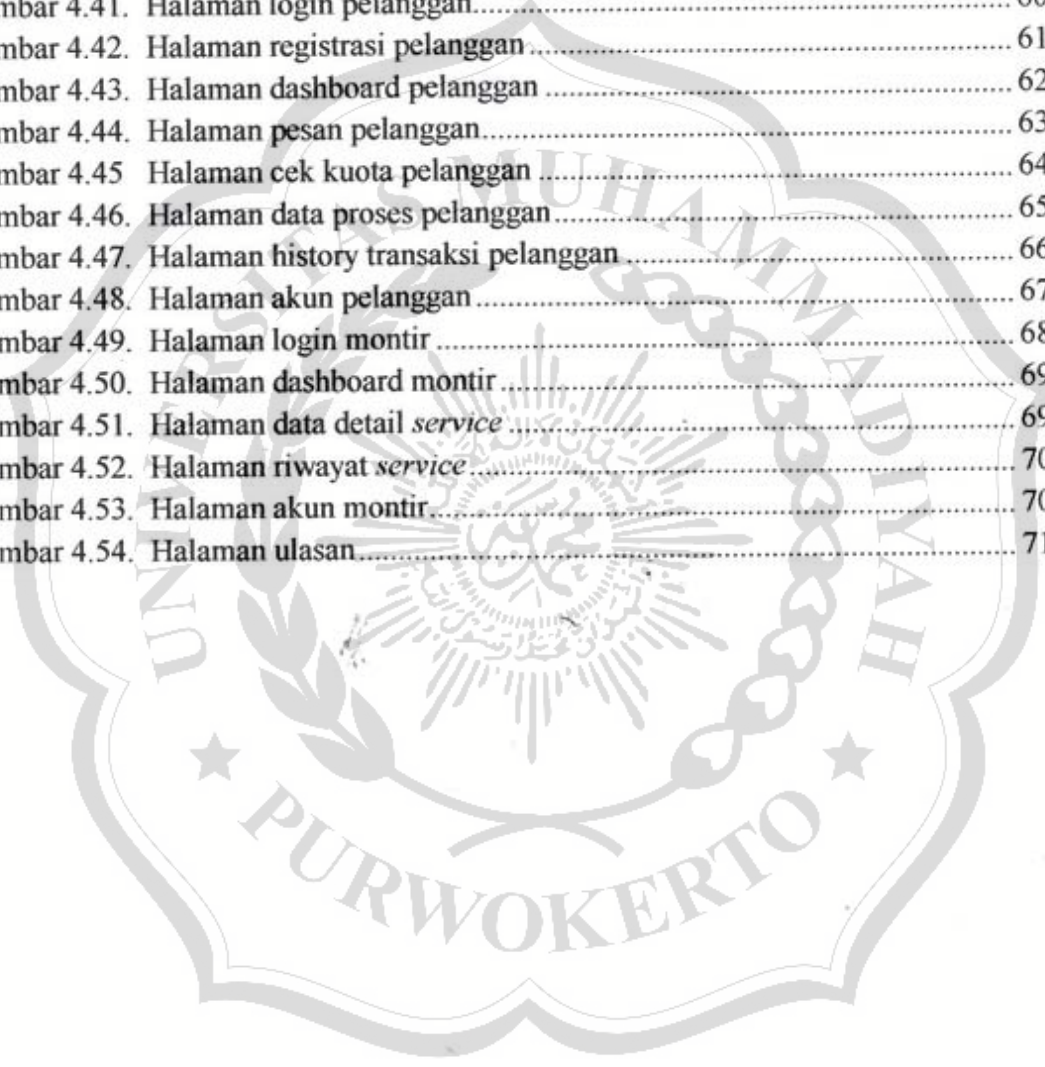 mbar 4.41. Halaman login pelanggan
mbar 4.42. Halaman registrasi pelanggan 61
mbar 4.43. Halaman dashboard pelanggan 62
mbar 4.44. Halaman pesan pelanggan 63
mbar 4.45 Halaman cek kuota pelanggan 64
mbar 4.46. Halaman data proses pelanggan 65
mbar 4.47. Halaman history transaksi pelanggan 66
mbar 4.48. Halaman akun pelanggan 67
mbar 4.49. Halaman login montir 68
mbar 4.50. Halaman dashboard montir 69
mbar 4.51. Halaman data detail service 69
mbar 4.52. Halaman riwayat service 70
mbar 4.53. Halaman akun montir 70
mbar 4.54. Halaman ulasan 71
UNIVERSITAS MUHAMMADIYAH
PURWOKERTO